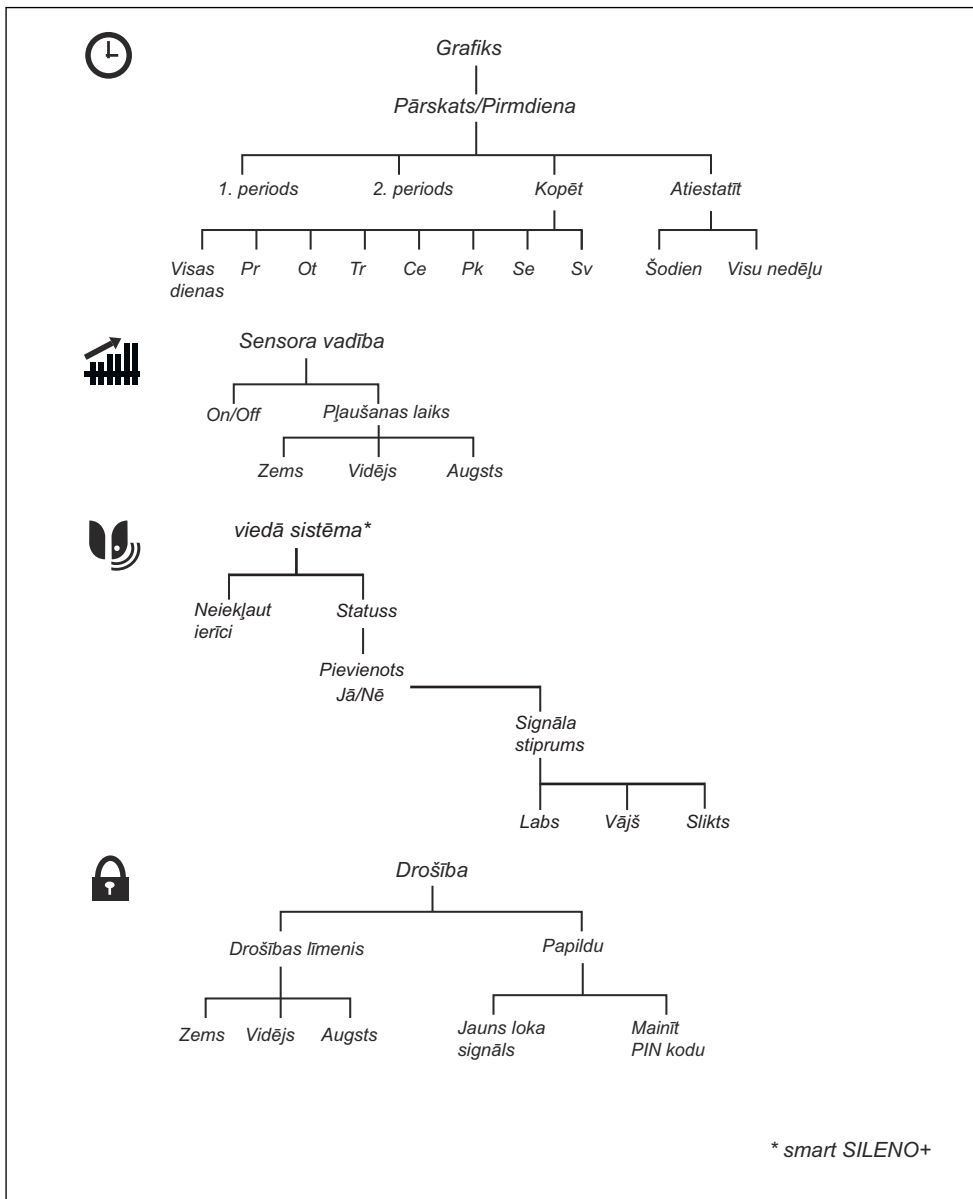 Grafiks
Pārskats/Pirmdiena
1. periods
2. periods
Kopēt
Atiestatīt
Visas
dienas
Pr
Ot
Tr
Ce
Pk
Se
Sv
Šodien
Visu nedēļu
Sensora vadība
On/Off
Pļaušanas laiks
Zems
Vidējs
Augsts
viedā sistēma*
Neiekļaut
ierīci
Statuss
Pievienots
Jā/Nē
Signāla
stiprums
Labs
Vājš
Slikts
Drošība
Drošības līmenis
Papildu
Zems
Vidējs
Augsts
Jauns loka
signāls
Mainīt
PIN kodu
* smart SILENO+